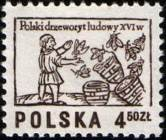 Polski drzeworyt ludowy XVI w
POLSKA 4.50ZŁ